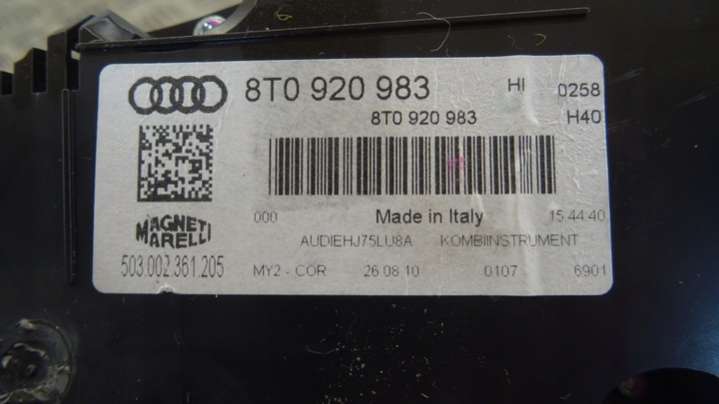 8T0 920 983 HI 0258
8T0 920 983 H40
000 Made in Italy 15.44.40
MAGNETI
MARELLI
AUDIEHJ75LU8A KOMBIINSTRUMENT
503.002.361.205
MY2 - COR 26.08.10 0107 6901